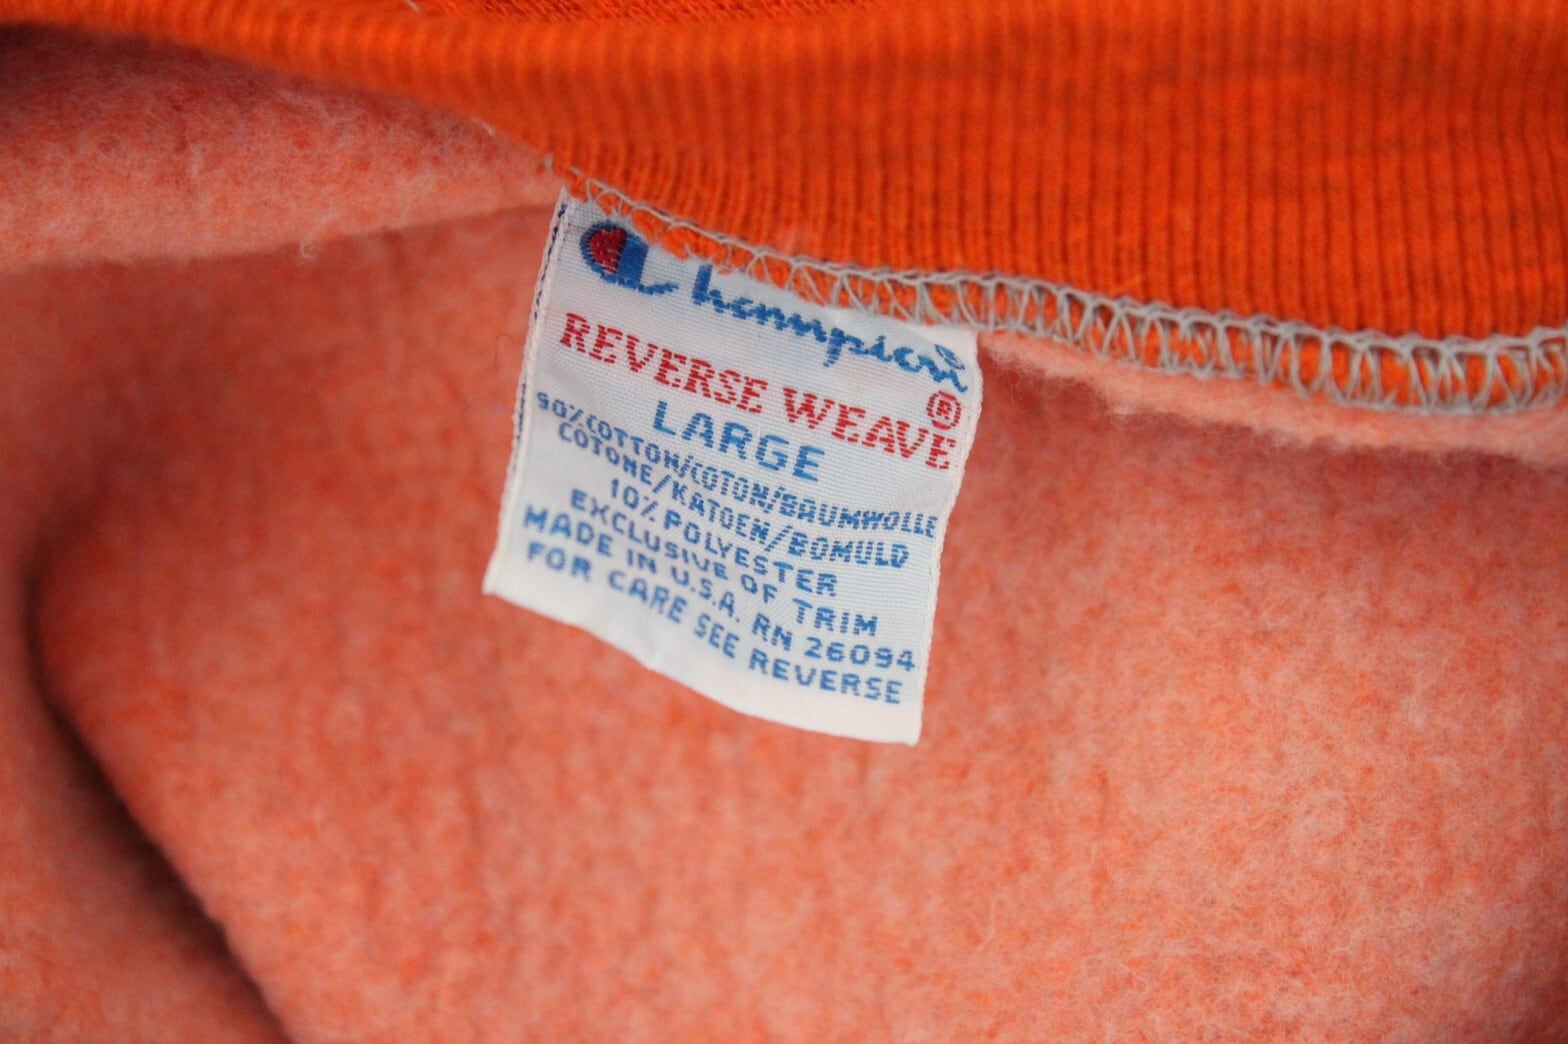 Champion
REVERSE WEAVE®
LARGE
90% COTTON/COTON/BAUMWOLLE
COTONE/KATOEN/BOMULD
10% POLYESTER
EXCLUSIVE OF TRIM
MADE IN U.S.A. RN 26094
FOR CARE SEE REVERSE